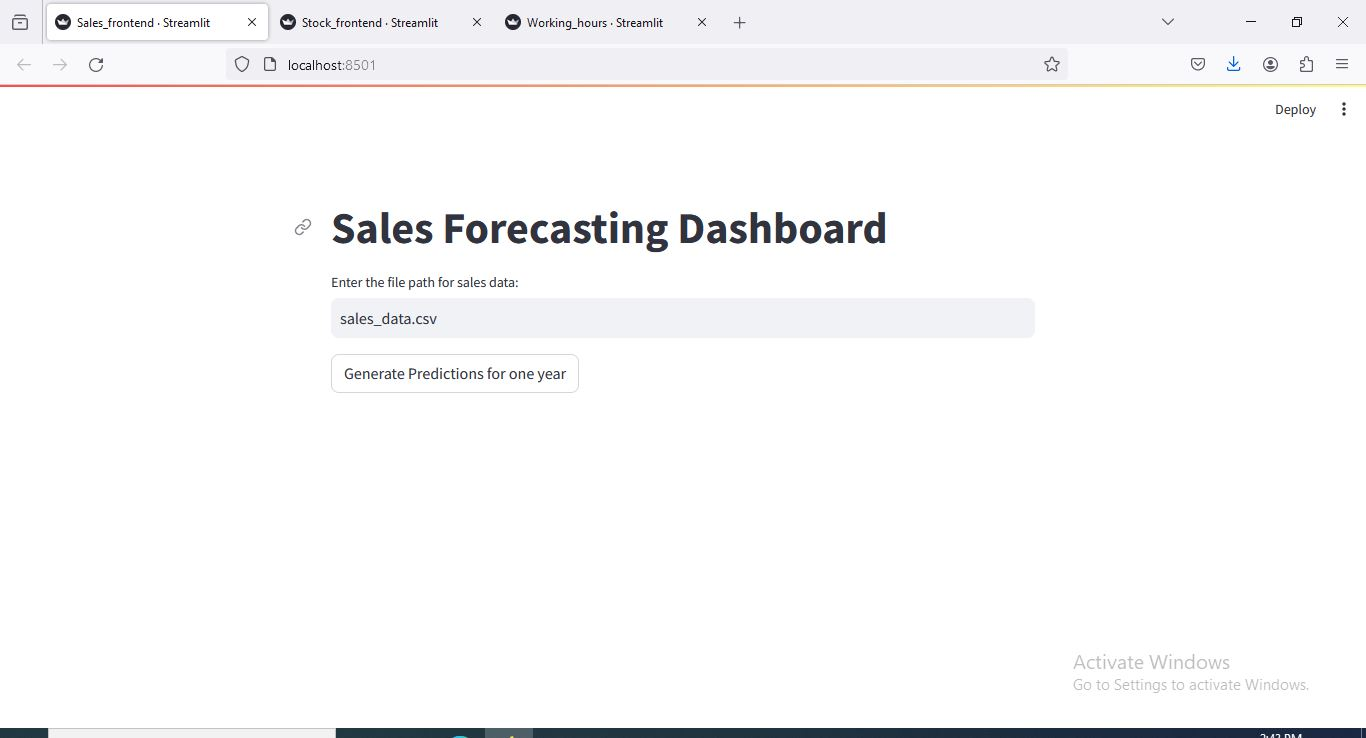 Sales_frontend · Streamlit
Stock_frontend · Streamlit
Working_hours · Streamlit
localhost:8501
Deploy
Sales Forecasting Dashboard
Enter the file path for sales data:
sales_data.csv
Generate Predictions for one year
Activate Windows
Go to Settings to activate Windows.